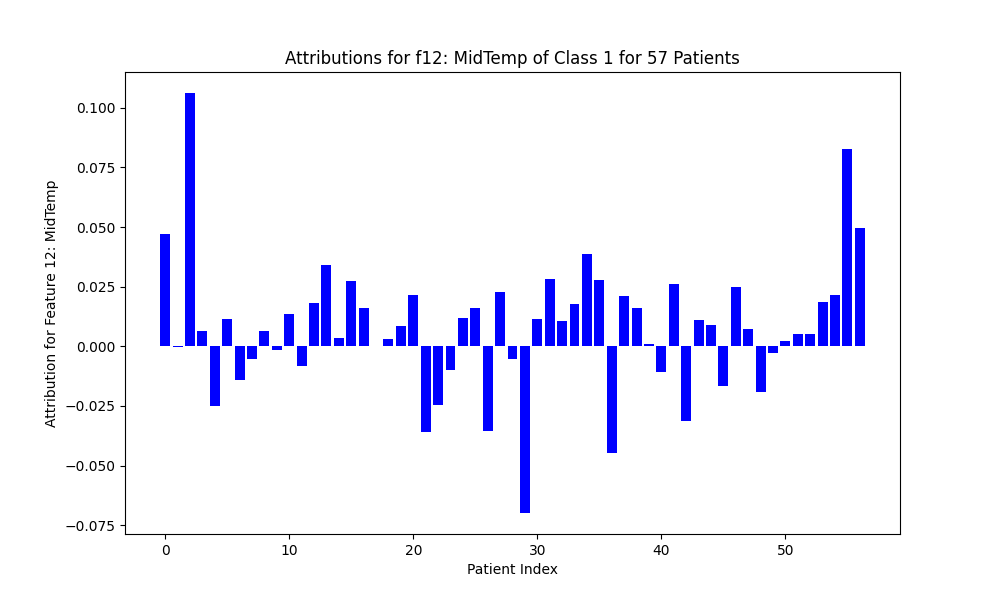 Attributions for f12: MidTemp of Class 1 for 57 Patients
Attribution for Feature 12: MidTemp
0.100
0.075
0.050
0.025
0.000
−0.025
−0.050
−0.075
0 10 20 30 40 50
Patient Index